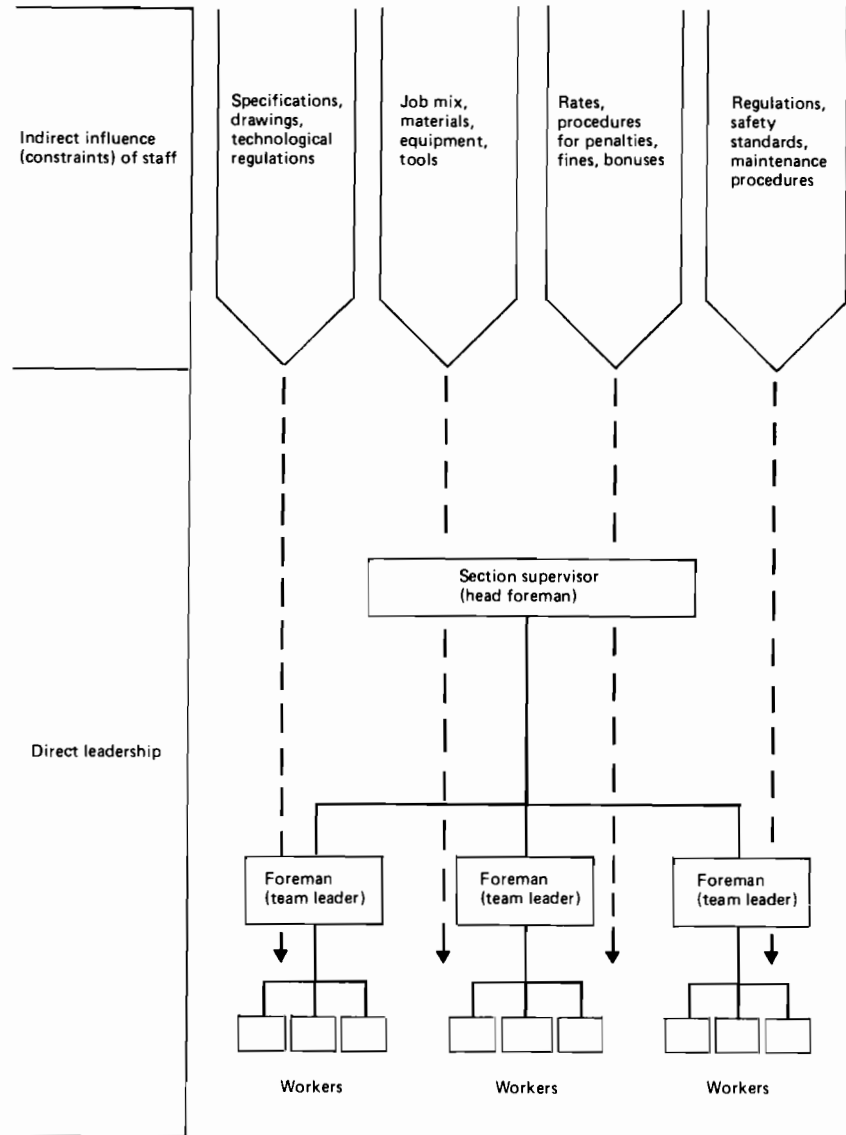 Indirect influence
(constraints) of staff
Specifications,
drawings,
technological
regulations
Job mix,
materials,
equipment,
tools
Rates,
procedures
for penalties,
fines, bonuses
Regulations,
safety
standards,
maintenance
procedures
Direct leadership
Section supervisor
(head foreman)
Foreman
(team leader)
Foreman
(team leader)
Foreman
(team leader)
Workers
Workers
Workers